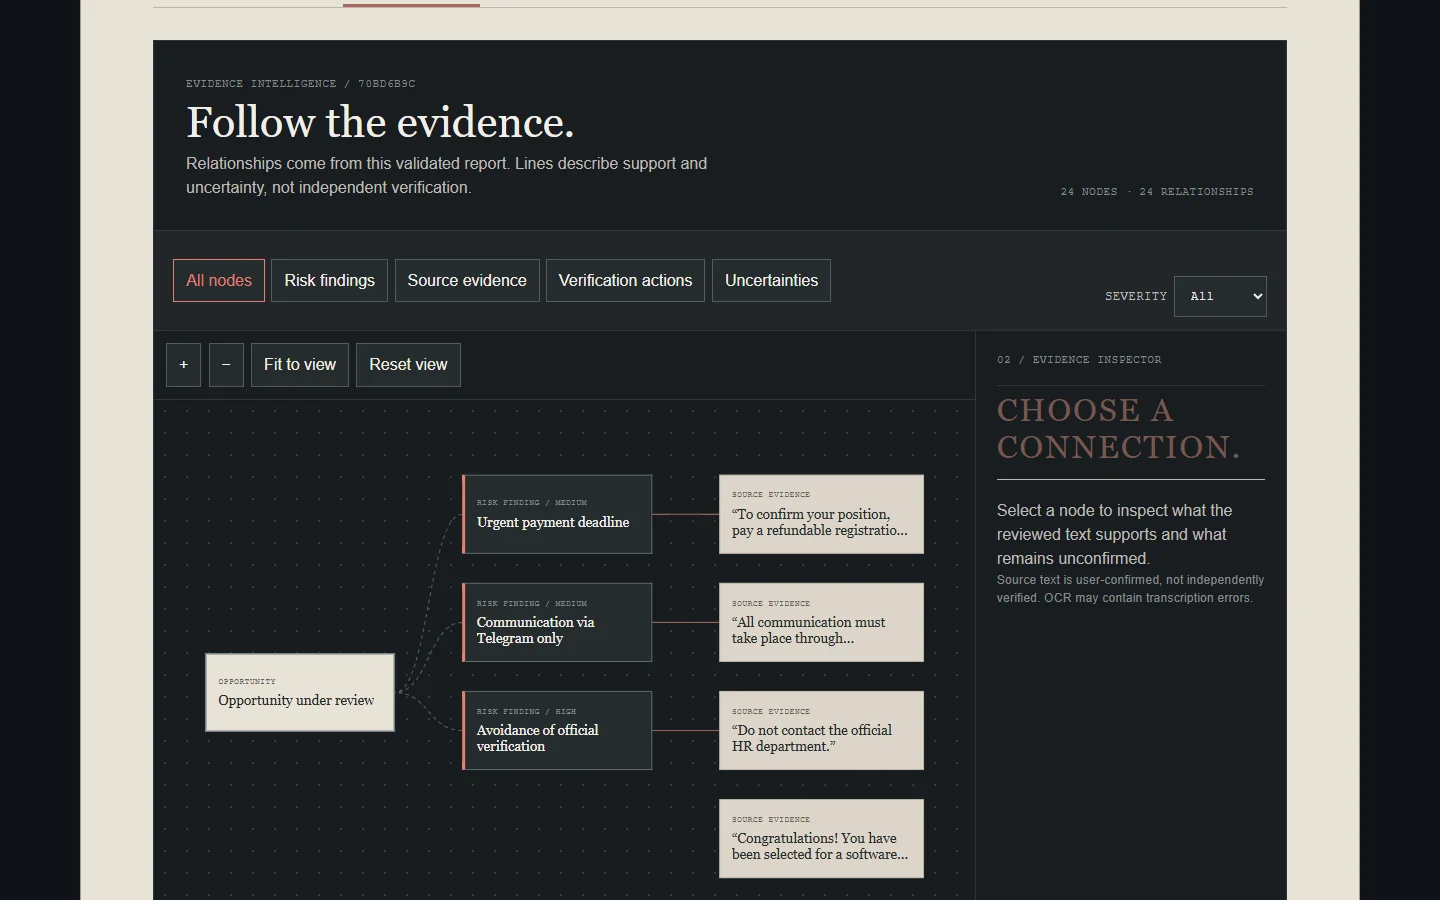 EVIDENCE INTELLIGENCE / 70BD6B9C
Follow the evidence.
Relationships come from this validated report. Lines describe support and
uncertainty, not independent verification.
24 NODES · 24 RELATIONSHIPS
All nodes
Risk findings
Source evidence
Verification actions
Uncertainties
SEVERITY
All
+
−
Fit to view
Reset view
OPPORTUNITY
Opportunity under review
RISK FINDING / MEDIUM
Urgent payment deadline
RISK FINDING / MEDIUM
Communication via
Telegram only
RISK FINDING / HIGH
Avoidance of official
verification
SOURCE EVIDENCE
“To confirm your position,
pay a refundable registratio...
SOURCE EVIDENCE
“All communication must
take place through...
SOURCE EVIDENCE
“Do not contact the official
HR department.”
SOURCE EVIDENCE
“Congratulations! You have
been selected for a software...
02 / EVIDENCE INSPECTOR
CHOOSE A
CONNECTION.
Select a node to inspect what the
reviewed text supports and what
remains unconfirmed.
Source text is user-confirmed, not independently
verified. OCR may contain transcription errors.